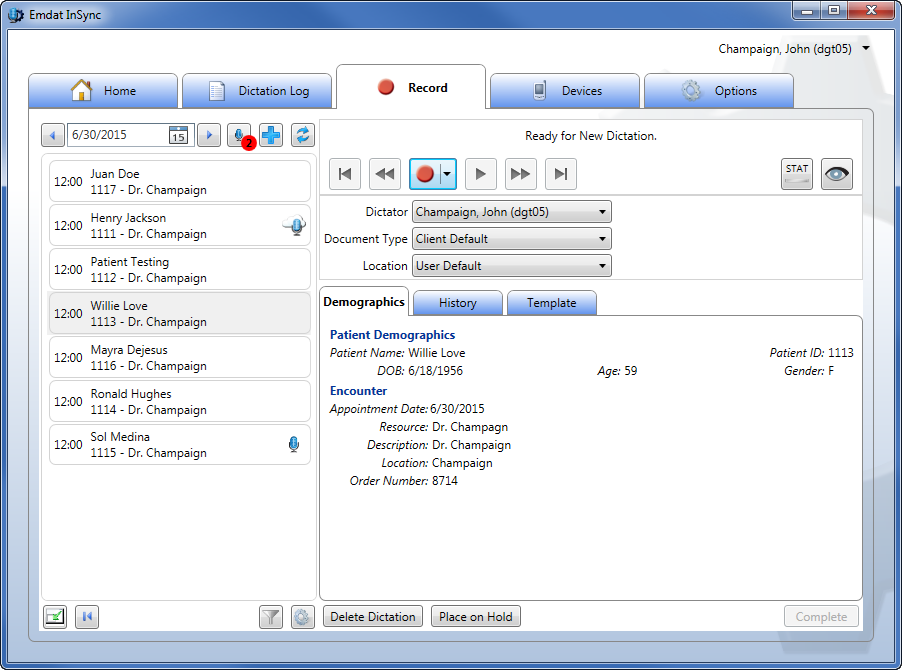 Emdat InSync
Champaign, John (dgt05)
Home
Dictation Log
Record
Devices
Options
6/30/2015
15
2
12:00 Juan Doe
1117 - Dr. Champaign
12:00 Henry Jackson
1111 - Dr. Champaign
12:00 Patient Testing
1112 - Dr. Champaign
12:00 Willie Love
1113 - Dr. Champaign
12:00 Mayra Dejesus
1116 - Dr. Champaign
12:00 Ronald Hughes
1114 - Dr. Champaign
12:00 Sol Medina
1115 - Dr. Champaign
Ready for New Dictation.
STAT
Dictator Champaign, John (dgt05)
Document Type Client Default
Location User Default
Demographics
History
Template
Patient Demographics
Patient Name: Willie Love Patient ID: 1113
DOB: 6/18/1956 Age: 59 Gender: F
Encounter
Appointment Date: 6/30/2015
Resource: Dr. Champagn
Description: Dr. Champaign
Location: Champaign
Order Number: 8714
Delete Dictation
Place on Hold
Complete